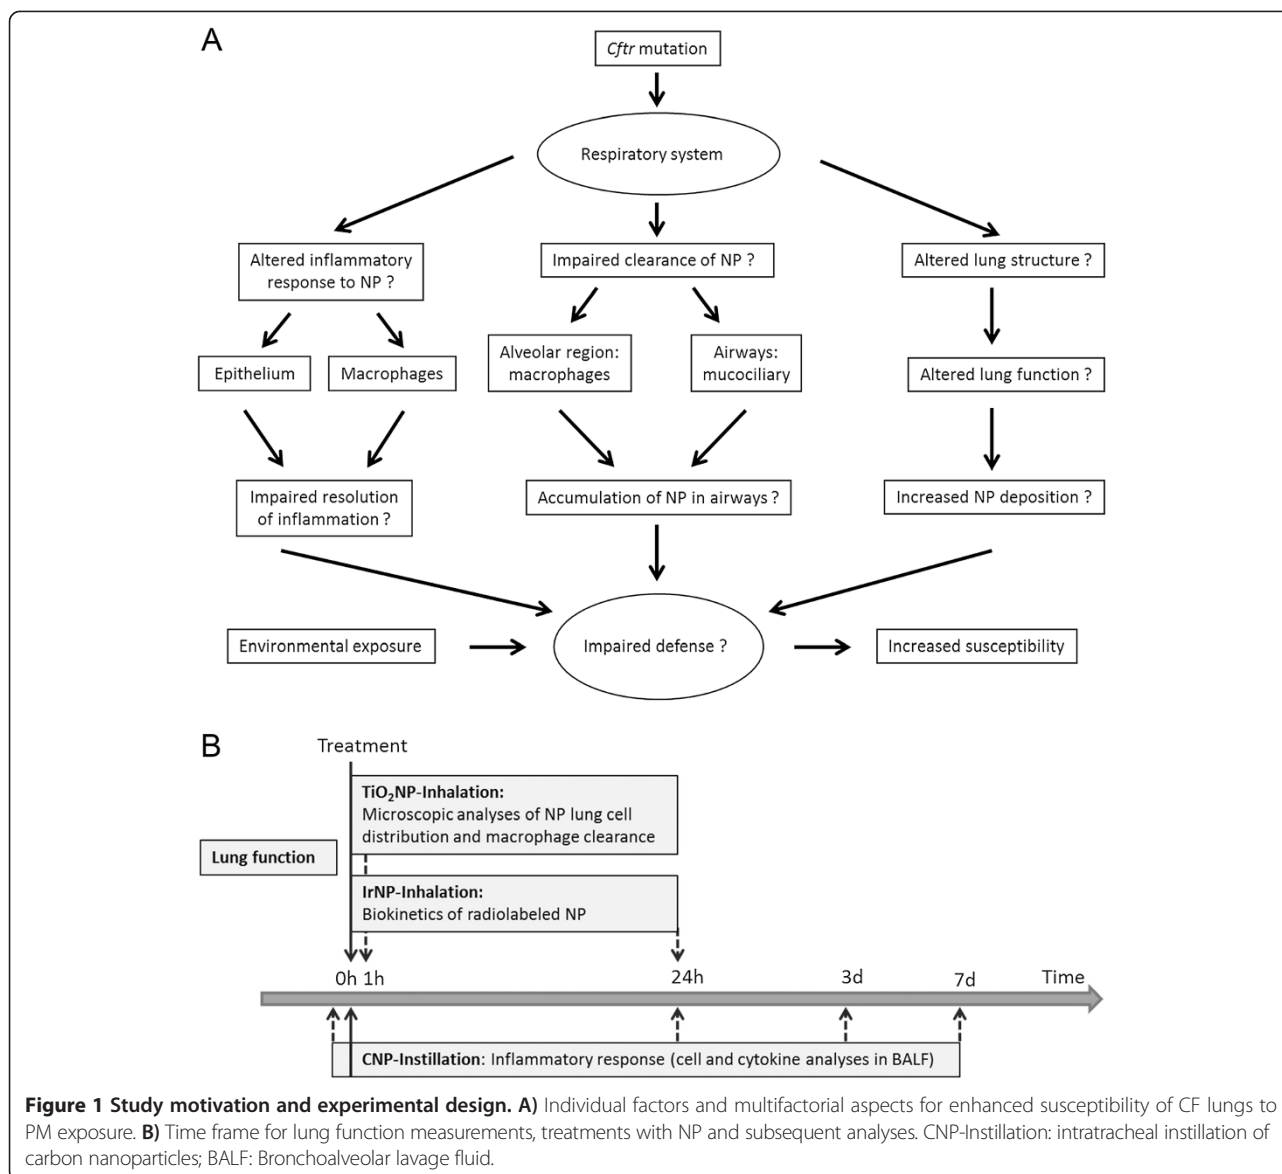 A
Cftr mutation
Respiratory system
Altered inflammatory
response to NP ?
Impaired clearance of NP ?
Altered lung structure ?
Epithelium
Macrophages
Alveolar region:
macrophages
Airways:
mucociliary
Altered lung function ?
Impaired resolution
of inflammation ?
Accumulation of NP in airways ?
Increased NP deposition ?
Environmental exposure
Impaired defense ?
Increased susceptibility
B
Treatment
TiO₂NP-Inhalation:
Microscopic analyses of NP lung cell
distribution and macrophage clearance
Lung function
IrNP-Inhalation:
Biokinetics of radiolabeled NP
0h 1h 24h 3d 7d Time
CNP-Instillation: Inflammatory response (cell and cytokine analyses in BALF)
Figure 1 Study motivation and experimental design. A) Individual factors and multifactorial aspects for enhanced susceptibility of CF lungs to
PM exposure. B) Time frame for lung function measurements, treatments with NP and subsequent analyses. CNP-Instillation: intratracheal instillation of
carbon nanoparticles; BALF: Bronchoalveolar lavage fluid.